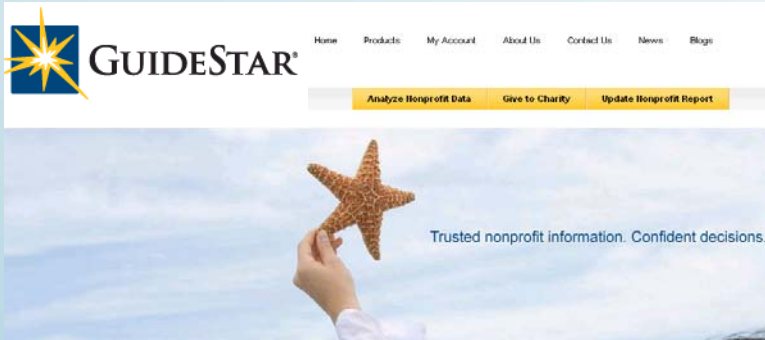 GUIDESTAR®
Home Products My Account About Us Contact Us News Blogs
Analyze Nonprofit Data Give to Charity Update Nonprofit Report
Trusted nonprofit information. Confident decisions.